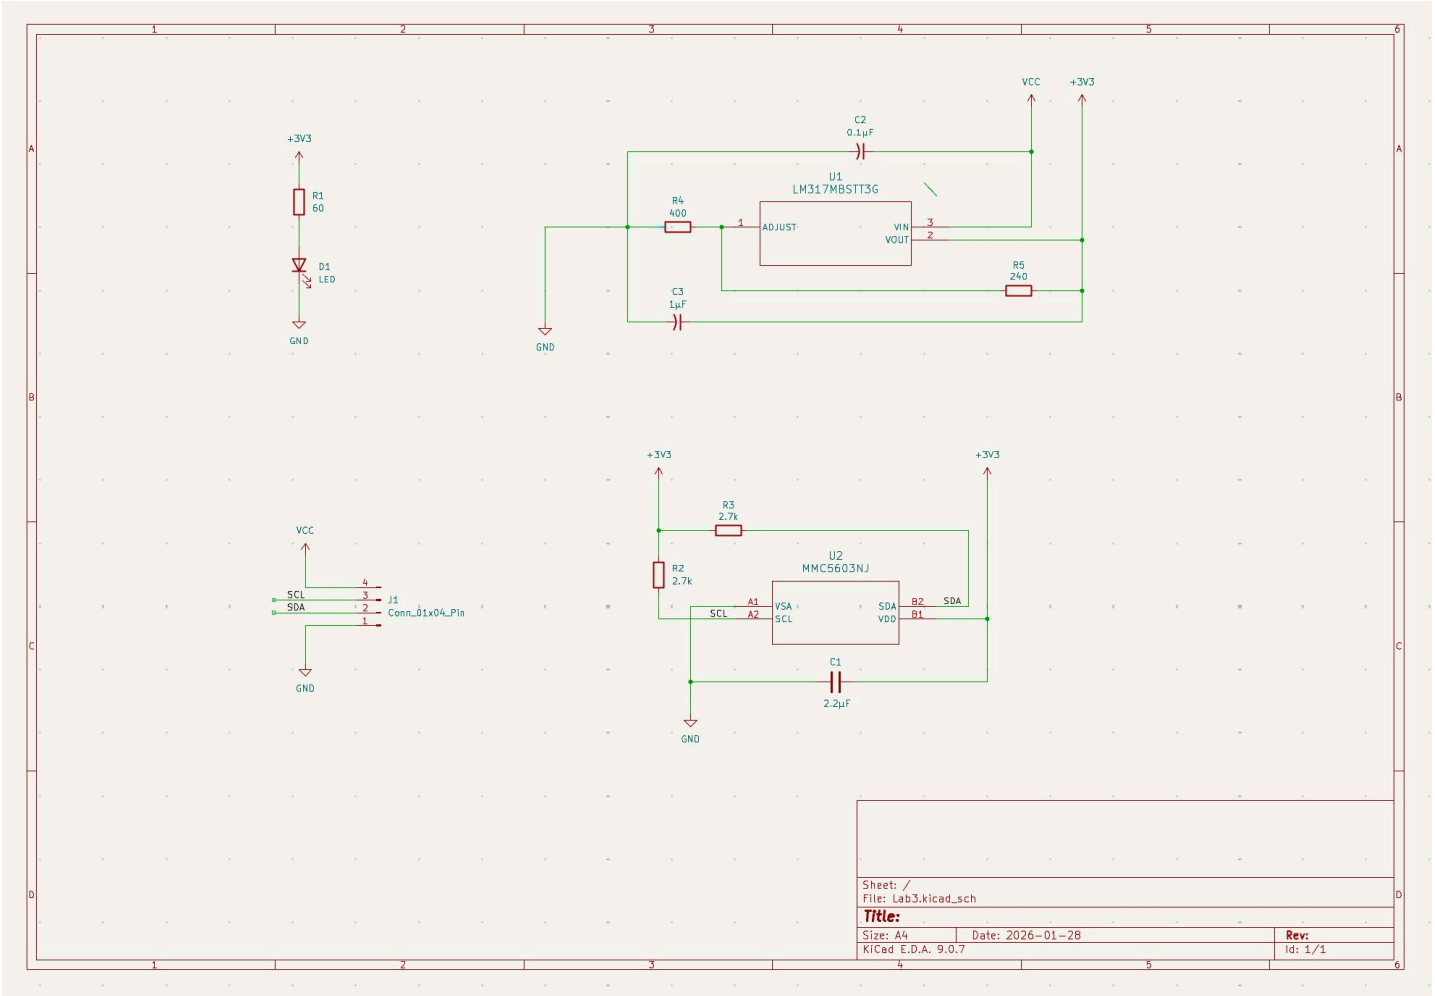 1 2 3 4 5 6
A A
B B
C C
D D
1 2 3 4 5 6
+3V3
R1
60
D1
LED
GND
VCC +3V3
C2
0.1µF
U1
LM317MBSTT3G
R4
400
1 ADJUST
VIN 3
VOUT 2
R5
240
C3
1µF
GND
VCC
4
SCL 3 J1
SDA 2 Conn_01x04_Pin
1
GND
+3V3 +3V3
R3
2.7k
U2
MMC5603NJ
R2
2.7k
A1 VSA SDA B2 SDA
SCL A2 SCL VDD B1
C1
2.2µF
GND
Sheet: /
File: Lab3.kicad_sch
Title:
Size: A4 Date: 2026-01-28 Rev:
KiCad E.D.A. 9.0.7 Id: 1/1